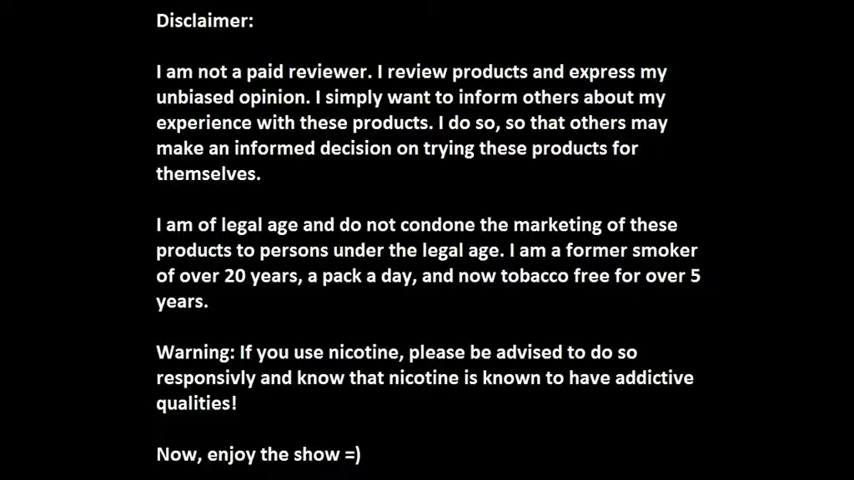 Disclaimer:
I am not a paid reviewer. I review products and express my
unbiased opinion. I simply want to inform others about my
experience with these products. I do so, so that others may
make an informed decision on trying these products for
themselves.
I am of legal age and do not condone the marketing of these
products to persons under the legal age. I am a former smoker
of over 20 years, a pack a day, and now tobacco free for over 5
years.
Warning: If you use nicotine, please be advised to do so
responsivly and know that nicotine is known to have addictive
qualities!
Now, enjoy the show =)